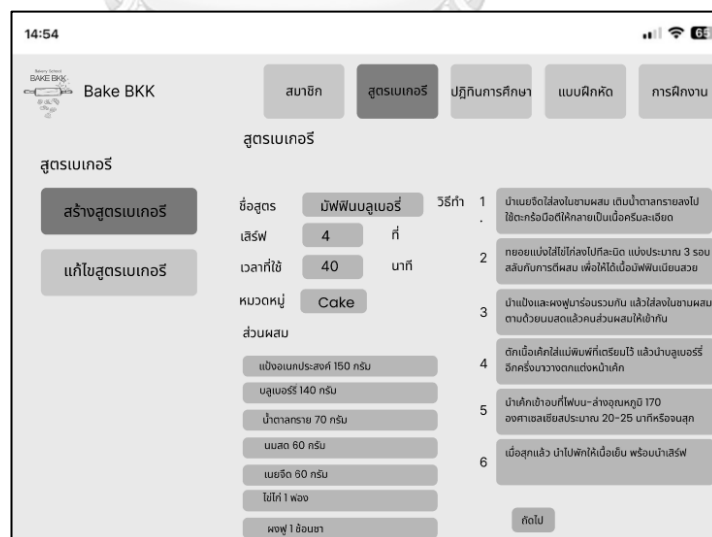 14:54
65
Bakery School
BAKE BKK
Bake BKK
สมาชิก
สูตรเบเกอรี
ปฎิทินการศึกษา
แบบฝึกหัด
การฝึกงาน
สูตรเบเกอรี
สูตรเบเกอรี
สร้างสูตรเบเกอรี
แก้ไขสูตรเบเกอรี
ชื่อสูตร มัฟฟินบลูเบอรี่
เสิร์ฟ 4 ที่
เวลาที่ใช้ 40 นาที
หมวดหมู่ Cake
ส่วนผสม
แป้งอเนกประสงค์ 150 กรัม
บลูเบอร์รี่ 140 กรัม
น้ำตาลทราย 70 กรัม
นมสด 60 กรัม
เนยจืด 60 กรัม
ไข่ไก่ 1 ฟอง
ผงฟู 1 ช้อนชา
วิธีทำ
1. นำเนยจืดใส่ลงในชามผสม เติมน้ำตาลทรายลงไป
ใช้ตะกร้อมือตีให้กลายเป็นเนื้อครีมละเอียด
2 ทยอยแบ่งใส่ไข่ไก่ลงไปทีละนิด แบ่งประมาณ 3 รอบ
สลับกับการตีผสม เพื่อให้ได้เนื้อมัฟฟินเนียนสวย
3 นำแป้งและผงฟูมาร่อนรวมกัน แล้วใส่ลงในชามผสม
ตามด้วยนมสดแล้วคนส่วนผสมให้เข้ากัน
4 ตักเนื้อเค้กใส่แม่พิมพ์ที่เตรียมไว้ แล้วนำบลูเบอร์รี่
อีกครึ่งมาวางตกแต่งหน้าเค้ก
5 นำเค้กเข้าอบที่ไฟบน-ล่างอุณหภูมิ 170
องศาเซลเซียสประมาณ 20-25 นาทีหรือจนสุก
6 เมื่อสุกแล้ว นำไปพักให้เนื้อเย็น พร้อมนำเสิร์ฟ
ถัดไป